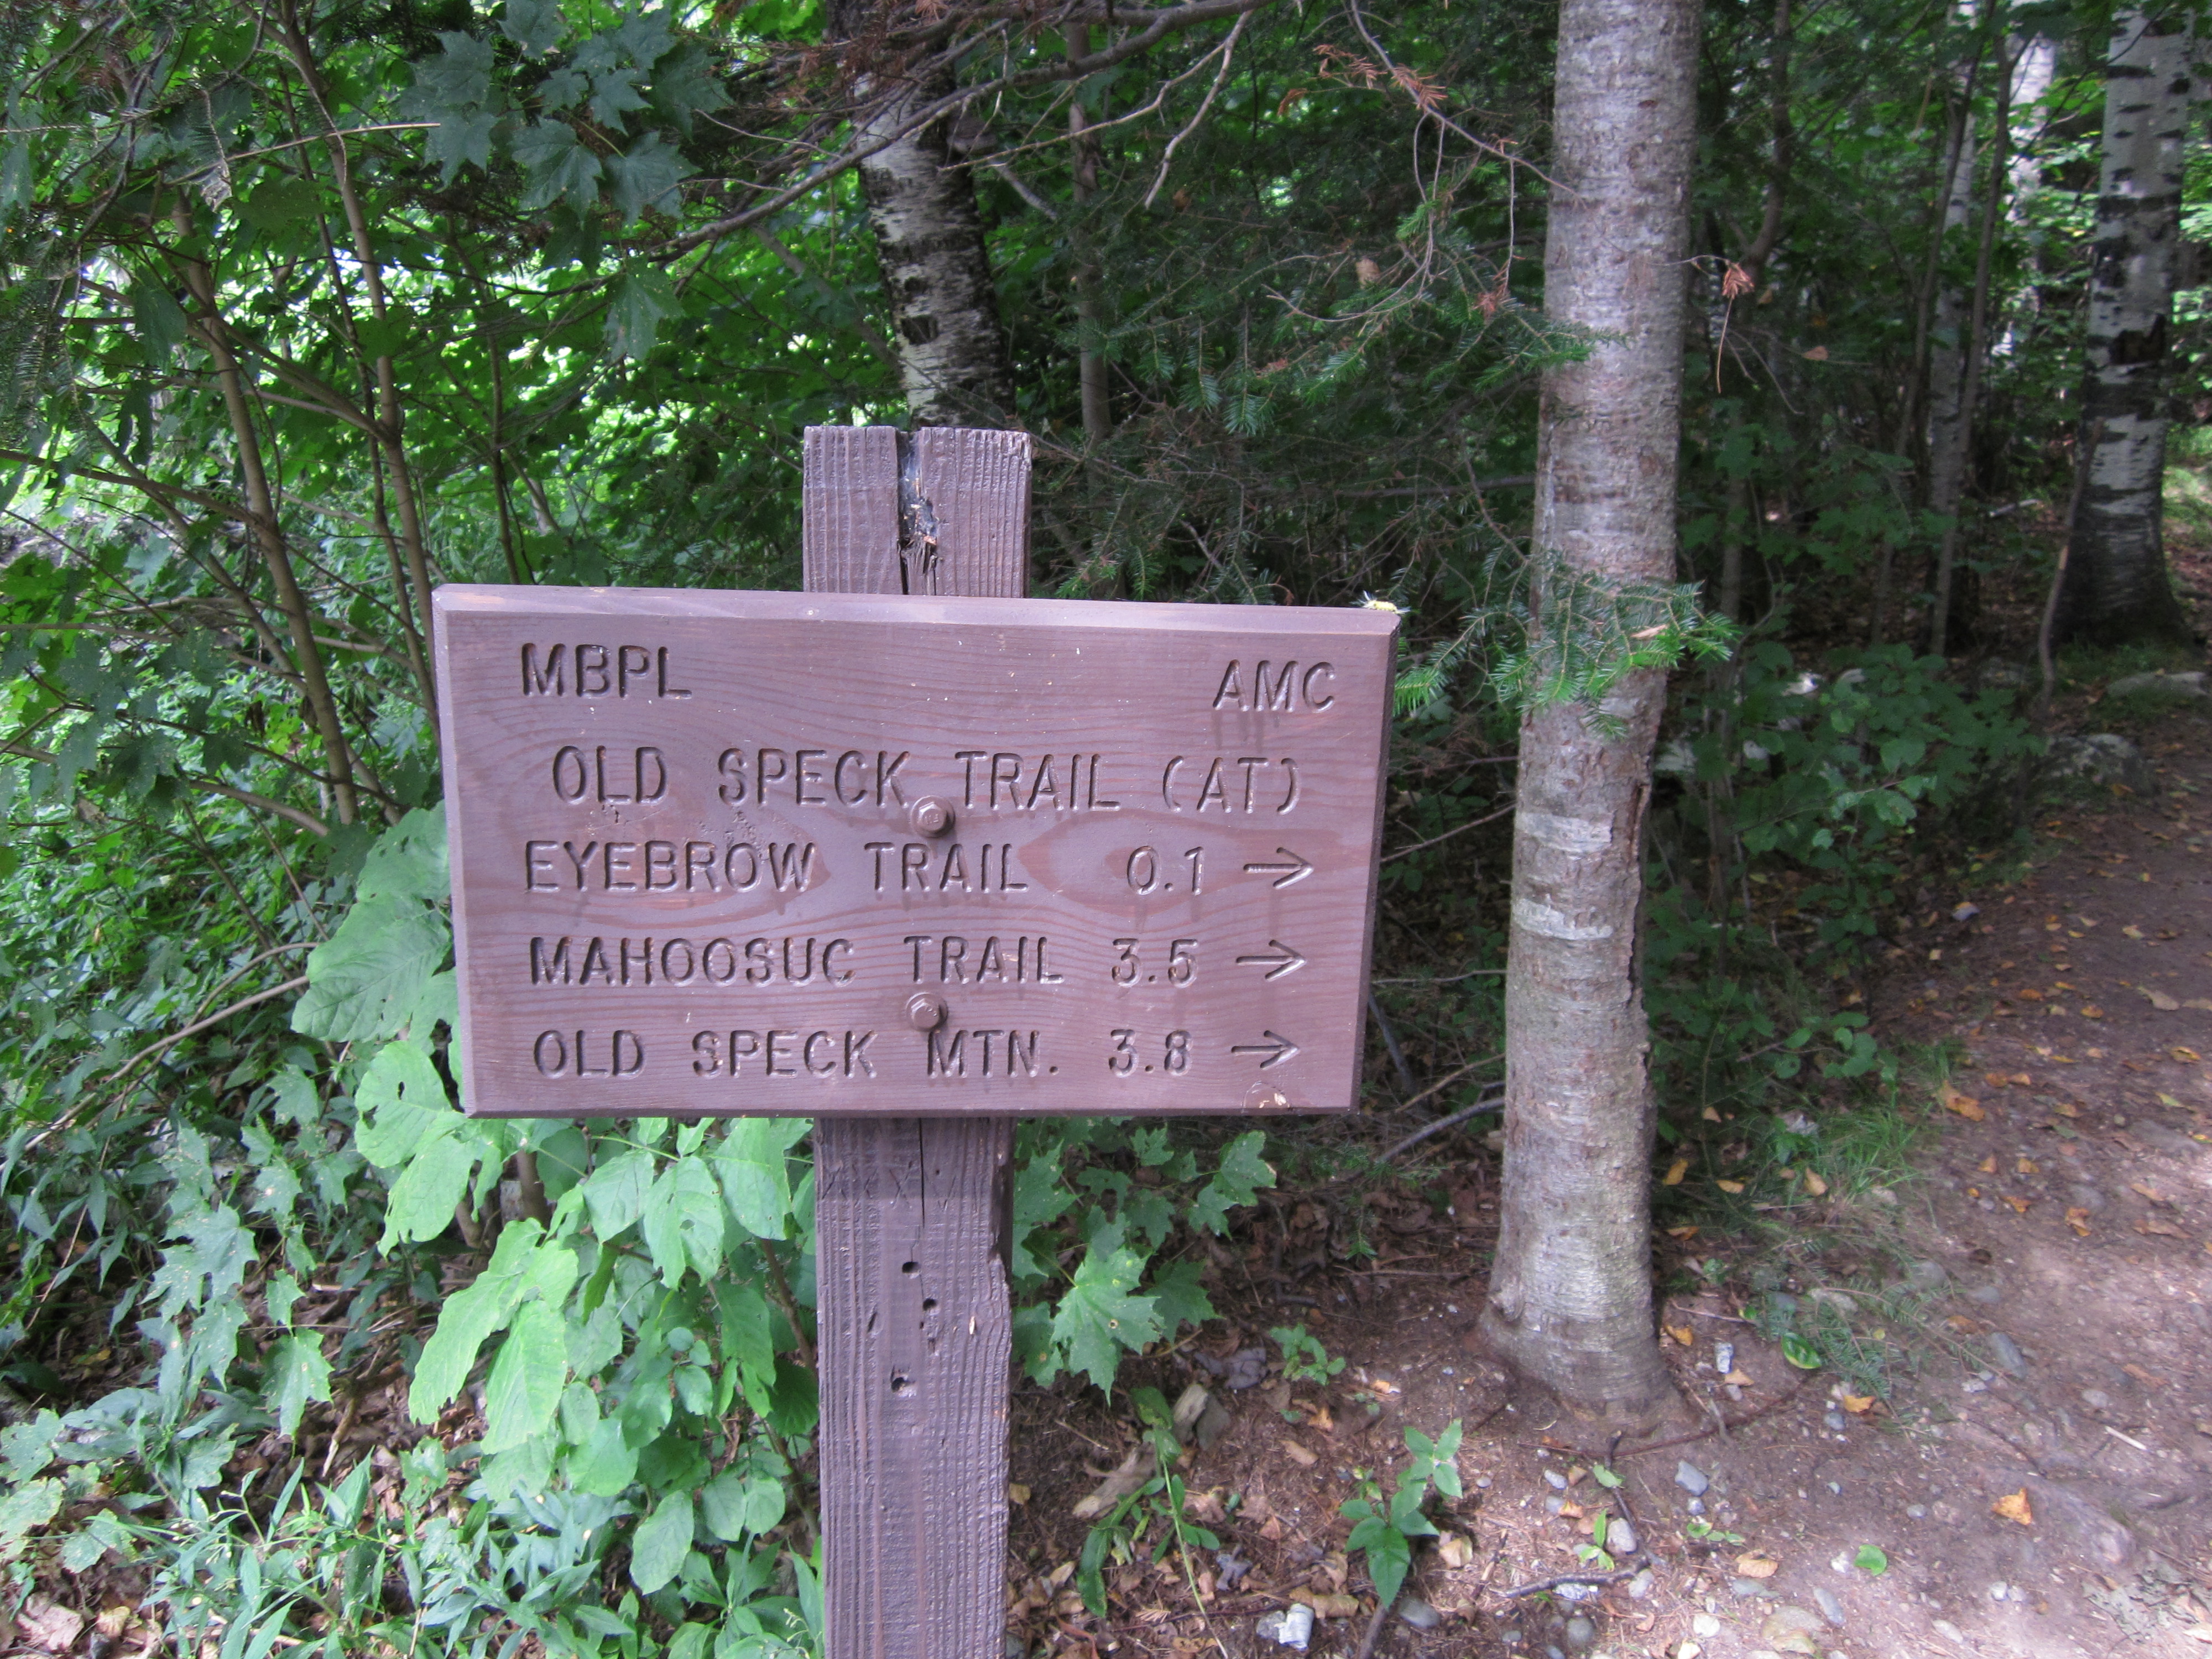 MBPL AMC
OLD SPECK TRAIL (AT)
EYEBROW TRAIL 0.1 →
MAHOOSUC TRAIL 3.5 →
OLD SPECK MTN. 3.8 →